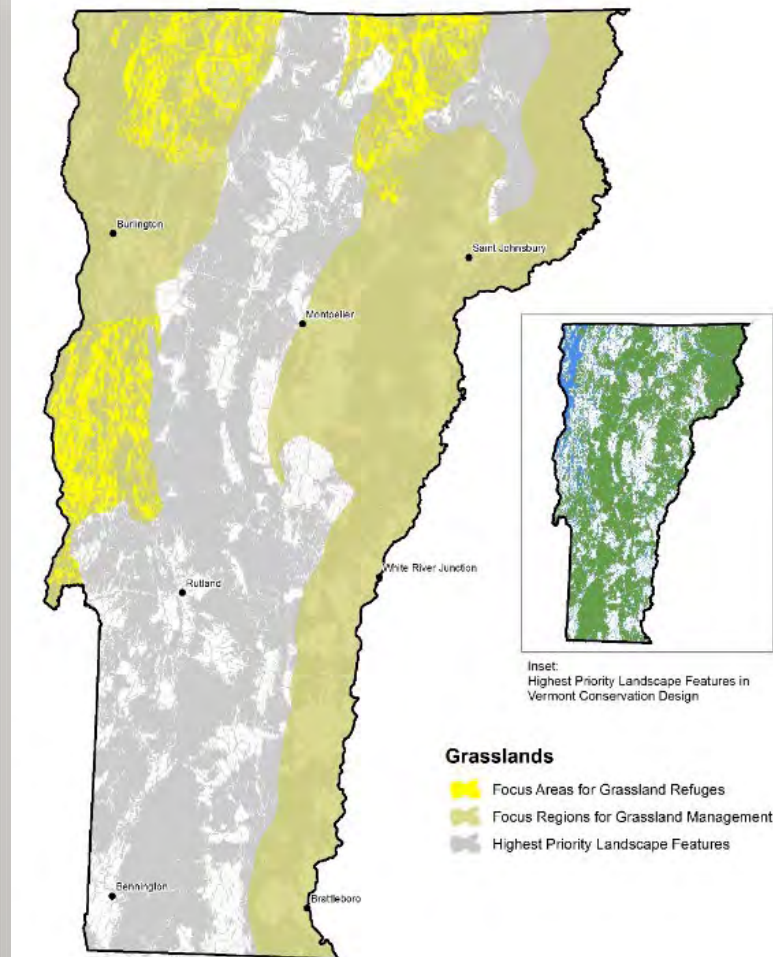 Burlington
Saint Johnsbury
Montpelier
White River Junction
Rutland
Inset:
Highest Priority Landscape Features in
Vermont Conservation Design
Grasslands
Focus Areas for Grassland Refuges
Focus Regions for Grassland Management
Highest Priority Landscape Features
Bennington
Brattleboro